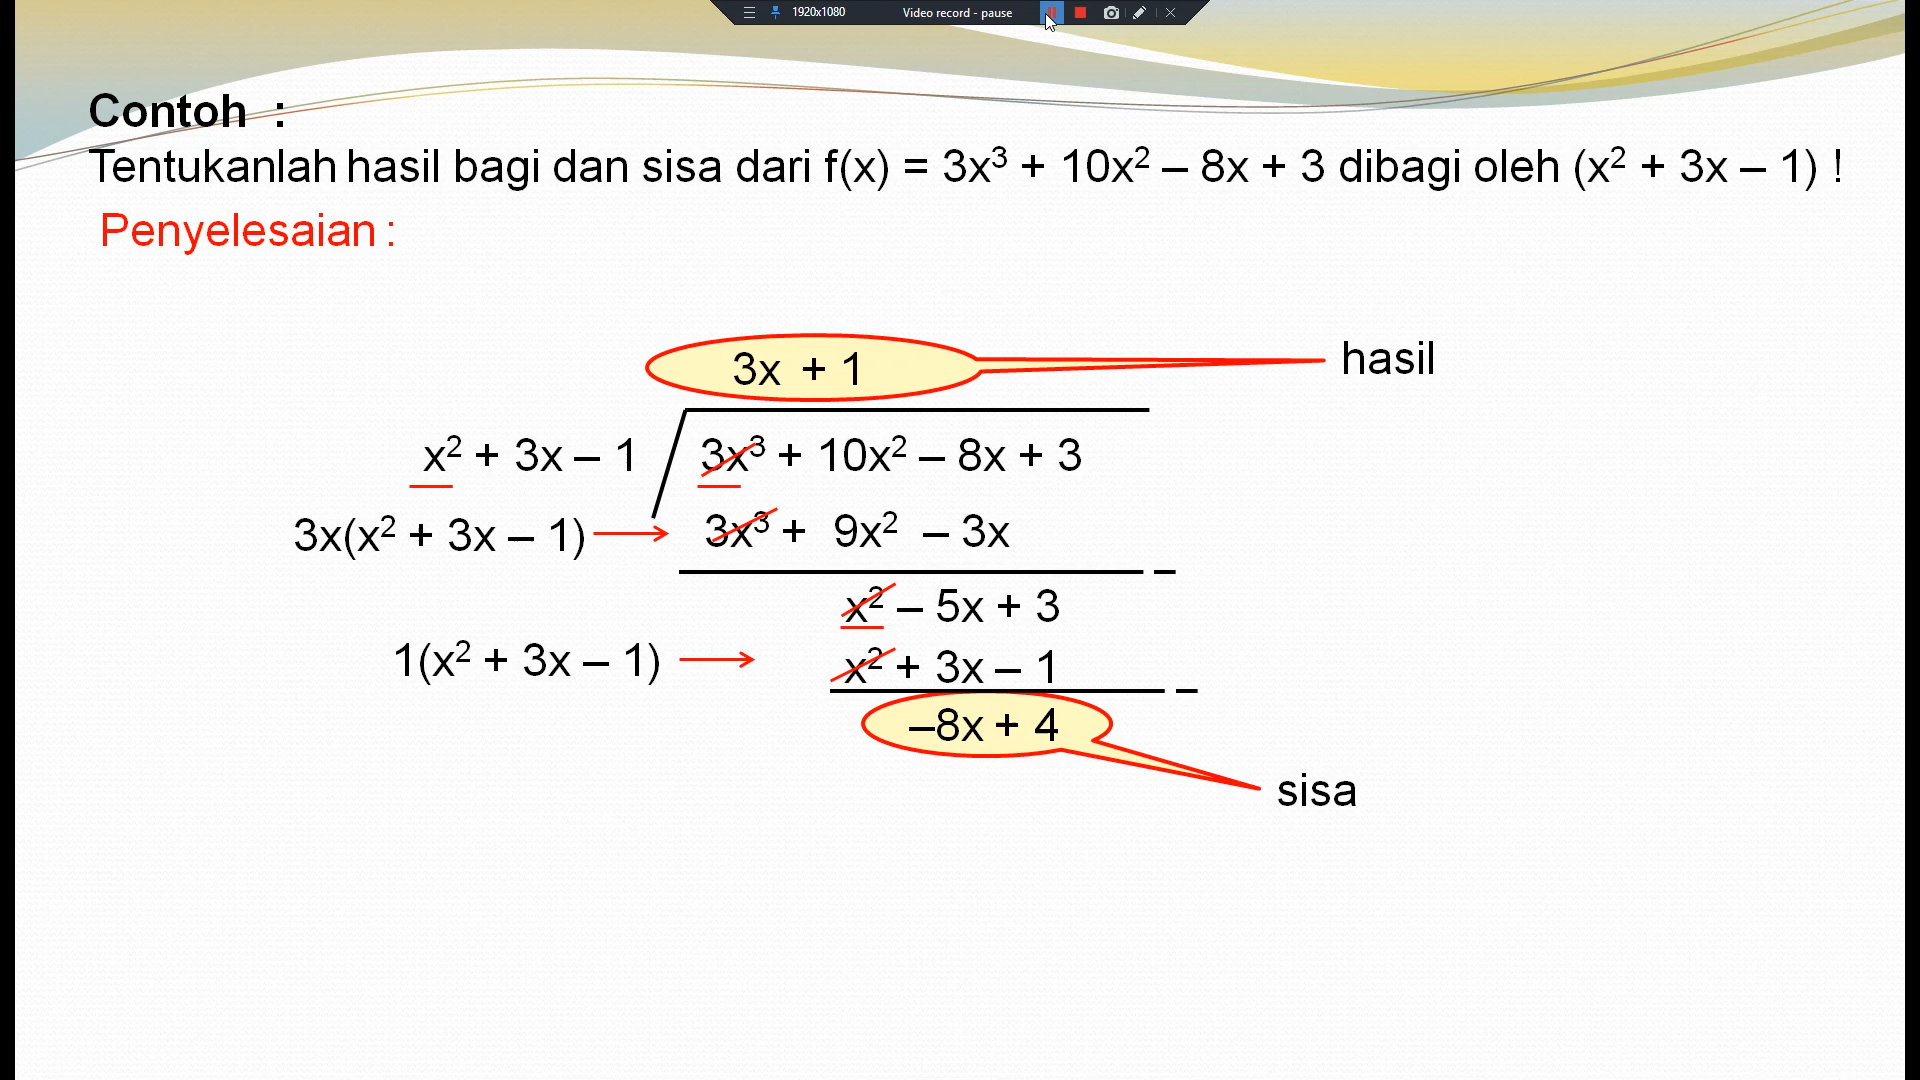 1920x1080 Video record - pause
Contoh :
Tentukanlah hasil bagi dan sisa dari f(x) = 3x³ + 10x² – 8x + 3 dibagi oleh (x² + 3x – 1) !
Penyelesaian :
3x + 1 hasil
x² + 3x – 1 3x³ + 10x² – 8x + 3
3x(x² + 3x – 1) → 3x³ + 9x² – 3x
–
x² – 5x + 3
1(x² + 3x – 1) → x² + 3x – 1
–
–8x + 4
sisa